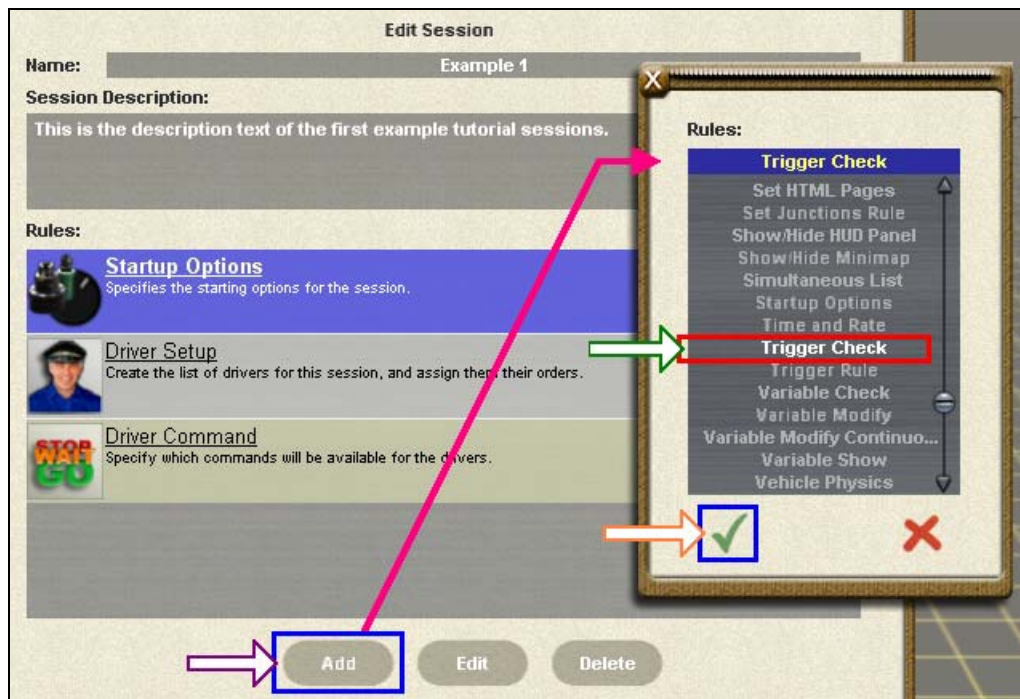 Edit Session
Name:
Example 1
Session Description:
This is the description text of the first example tutorial sessions.
Rules:
Startup Options
Specifies the starting options for the session.
Driver Setup
Create the list of drivers for this session, and assign them their orders.
STOP
WAIT
GO
Driver Command
Specify which commands will be available for the drivers.
Add
Edit
Delete
X
Rules:
Trigger Check
Set HTML Pages
Set Junctions Rule
Show/Hide HUD Panel
Show/Hide Minimap
Simultaneous List
Startup Options
Time and Rate
Trigger Check
Trigger Rule
Variable Check
Variable Modify
Variable Modify Continuo...
Variable Show
Vehicle Physics